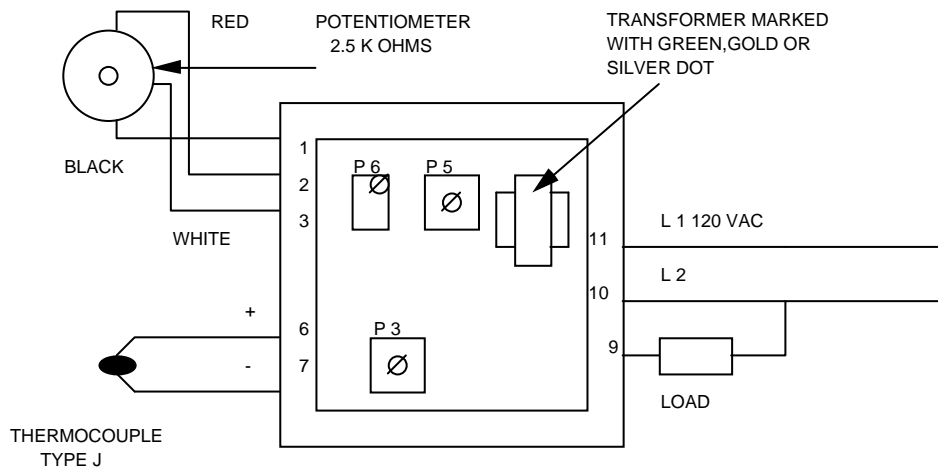 RED
POTENTIOMETER
2.5 K OHMS
TRANSFORMER MARKED
WITH GREEN,GOLD OR
SILVER DOT
BLACK
WHITE
1
2
3
P 6
P 5
11
L 1 120 VAC
10
L 2
+
6
-
7
P 3
9
LOAD
THERMOCOUPLE
TYPE J